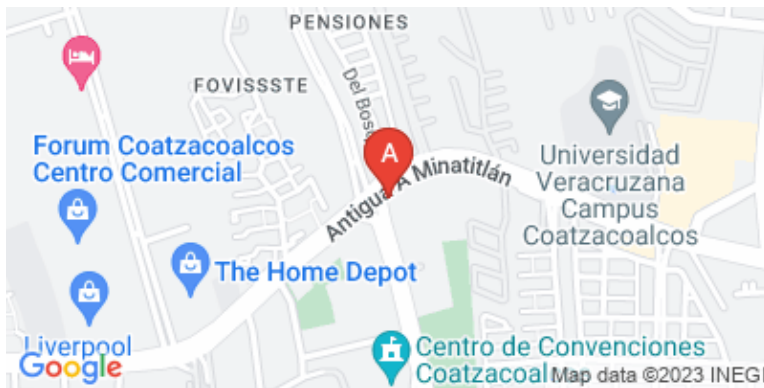 PENSIONES
FOVISSSTE
Del Bosq
A
Forum Coatzacoalcos
Centro Comercial
Antigua A Minatitlán
Universidad
Veracruzana
Campus
Coatzacoalcos
The Home Depot
Liverpool
Google
Centro de Convenciones
Coatzacoal
Map data ©2023 INEGI